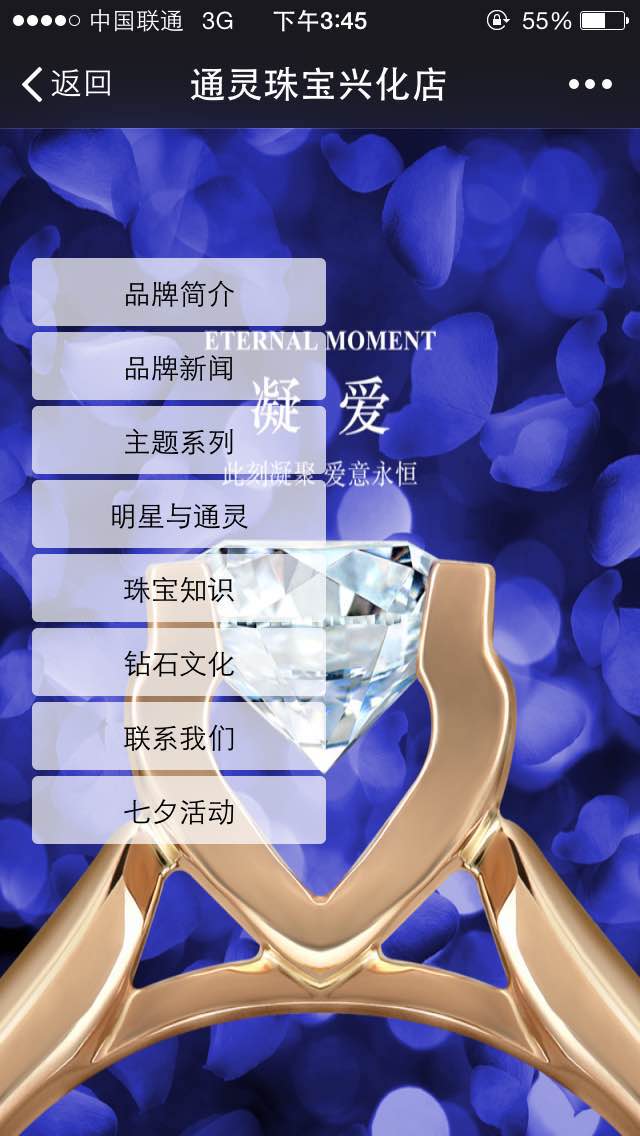 中国联通 3G 下午3:45 55%
返回 通灵珠宝兴化店
品牌简介
ETERNAL MOMENT
品牌新闻
凝 爱
主题系列
此刻凝聚 爱意永恒
明星与通灵
珠宝知识
钻石文化
联系我们
七夕活动